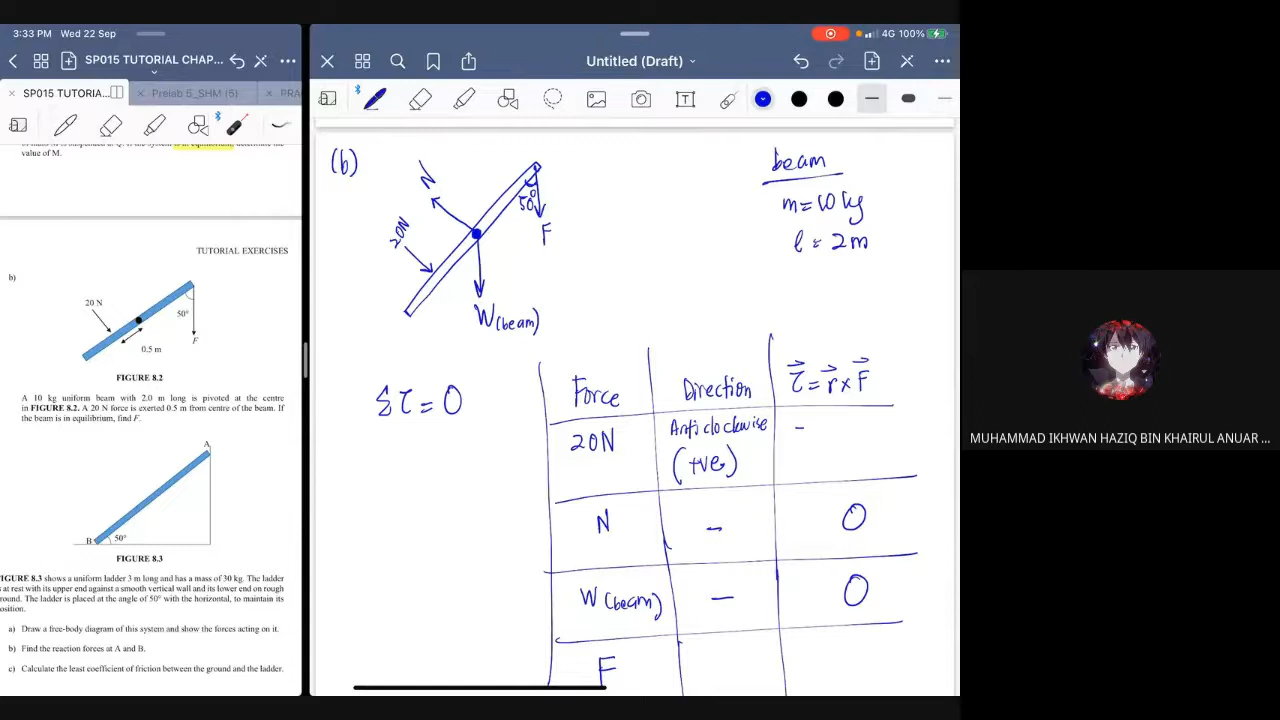 3:33 PM Wed 22 Sep
SP015 TUTORIAL CHAP...
SP015 TUTORIA...
Prelab 5_SHM (5)
PRA
value of M.
TUTORIAL EXERCISES
b)
20 N
50°
F
0.5 m
FIGURE 8.2
A 10 kg uniform beam with 2.0 m long is pivoted at the centre
in FIGURE 8.2. A 20 N force is exerted 0.5 m from centre of the beam. If
the beam is in equilibrium, find F.
A
B
50°
FIGURE 8.3
IGURE 8.3 shows a uniform ladder 3 m long and has a mass of 30 kg. The ladder
at rest with its upper end against a smooth vertical wall and its lower end on rough
round. The ladder is placed at the angle of 50° with the horizontal, to maintain its
osition.
a) Draw a free-body diagram of this system and show the forces acting on it.
b) Find the reaction forces at A and B.
c) Calculate the least coefficient of friction between the ground and the ladder.
4G 100%
Untitled (Draft)
T
(b)
N
20N
50°
F
W(beam)
beam
m = 10 kg
l = 2m
Στ = 0
Force Direction τ = r x F
20N Anticlockwise -
(+ve)
N - 0
W(beam) - 0
F
MUHAMMAD IKHWAN HAZIQ BIN KHAIRUL ANUAR ...